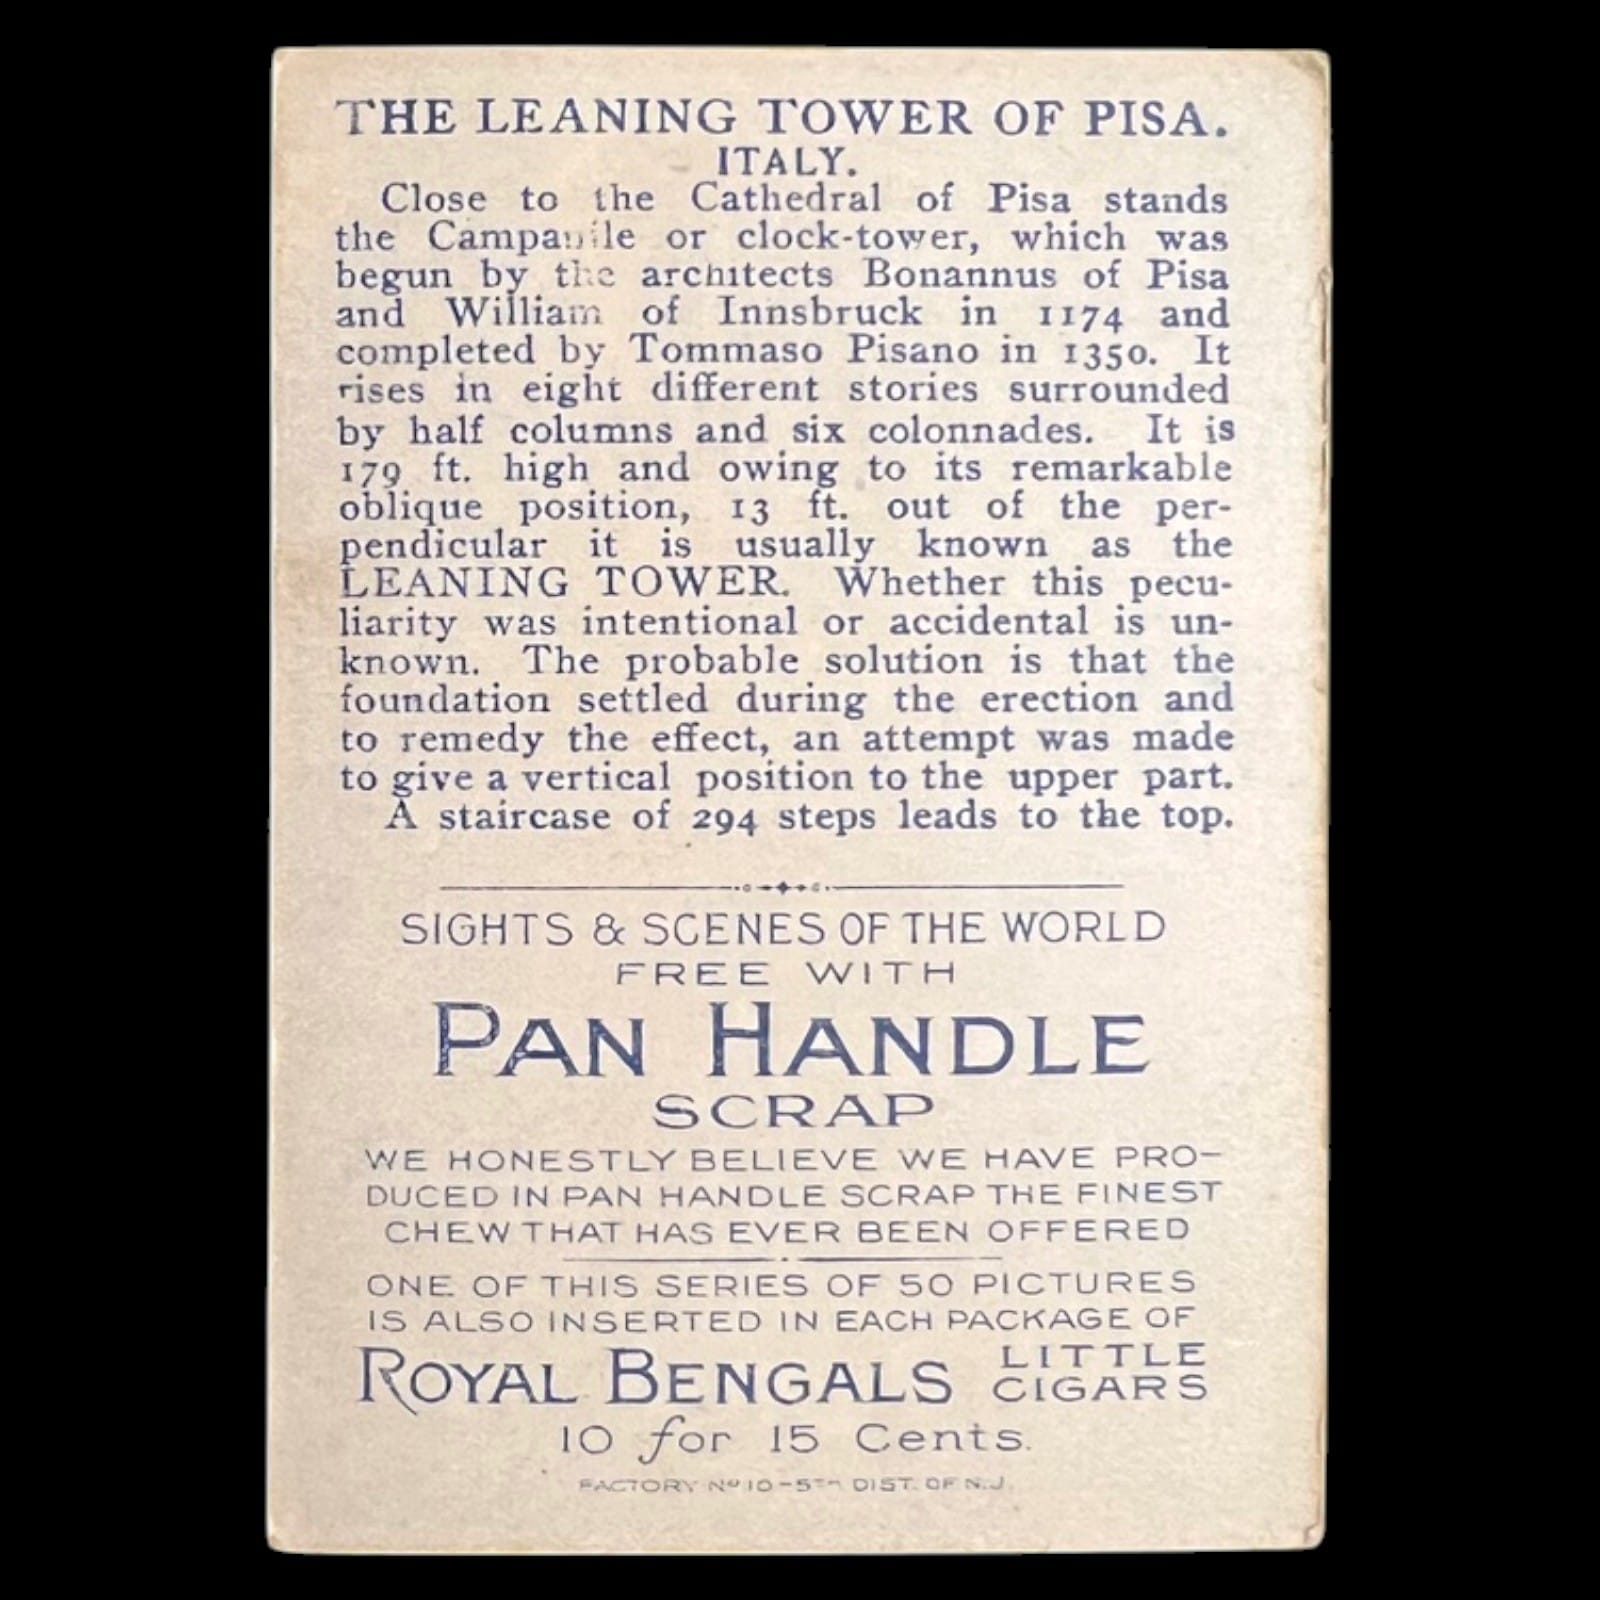 THE LEANING TOWER OF PISA.
ITALY.
Close to the Cathedral of Pisa stands
the Campanile or clock-tower, which was
begun by the architects Bonannus of Pisa
and William of Innsbruck in 1174 and
completed by Tommaso Pisano in 1350. It
rises in eight different stories surrounded
by half columns and six colonnades. It is
179 ft. high and owing to its remarkable
oblique position, 13 ft. out of the per-
pendicular it is usually known as the
LEANING TOWER. Whether this pecu-
liarity was intentional or accidental is un-
known. The probable solution is that the
foundation settled during the erection and
to remedy the effect, an attempt was made
to give a vertical position to the upper part.
A staircase of 294 steps leads to the top.
SIGHTS & SCENES OF THE WORLD
FREE WITH
PAN HANDLE
SCRAP
WE HONESTLY BELIEVE WE HAVE PRO-
DUCED IN PAN HANDLE SCRAP THE FINEST
CHEW THAT HAS EVER BEEN OFFERED
ONE OF THIS SERIES OF 50 PICTURES
IS ALSO INSERTED IN EACH PACKAGE OF
ROYAL BENGALS LITTLE CIGARS
10 for 15 Cents.
FACTORY No 10-5TH DIST. OF N.J.